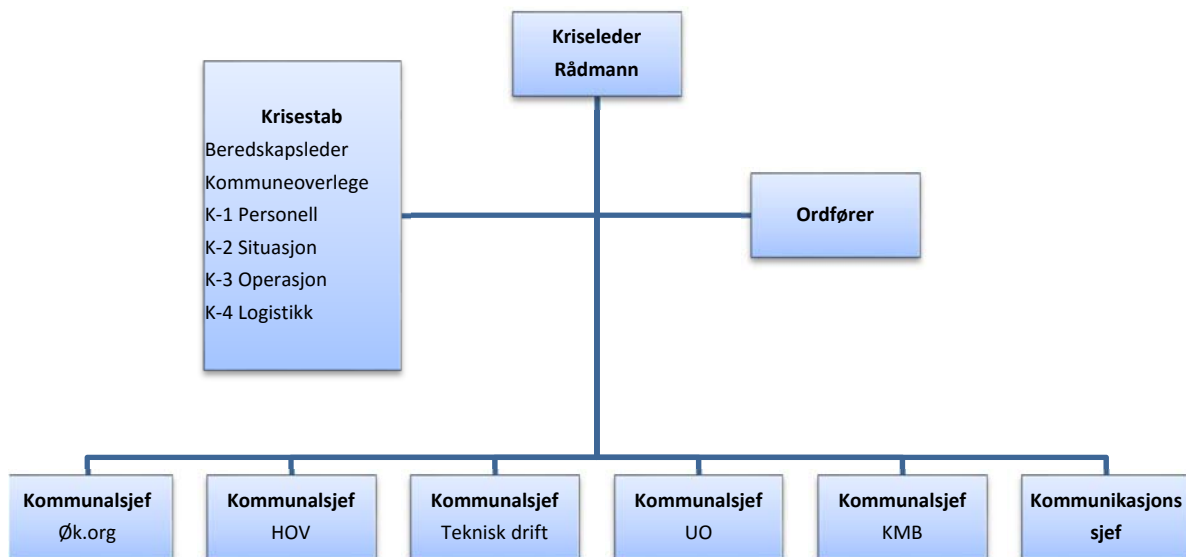 Kriseleder
Rådmann
Krisestab
Beredskapsleder
Kommuneoverlege
K-1 Personell
K-2 Situasjon
K-3 Operasjon
K-4 Logistikk
Ordfører
Kommunalsjef
Øk.org
Kommunalsjef
HOV
Kommunalsjef
Teknisk drift
Kommunalsjef
UO
Kommunalsjef
KMB
Kommunikasjons
sjef